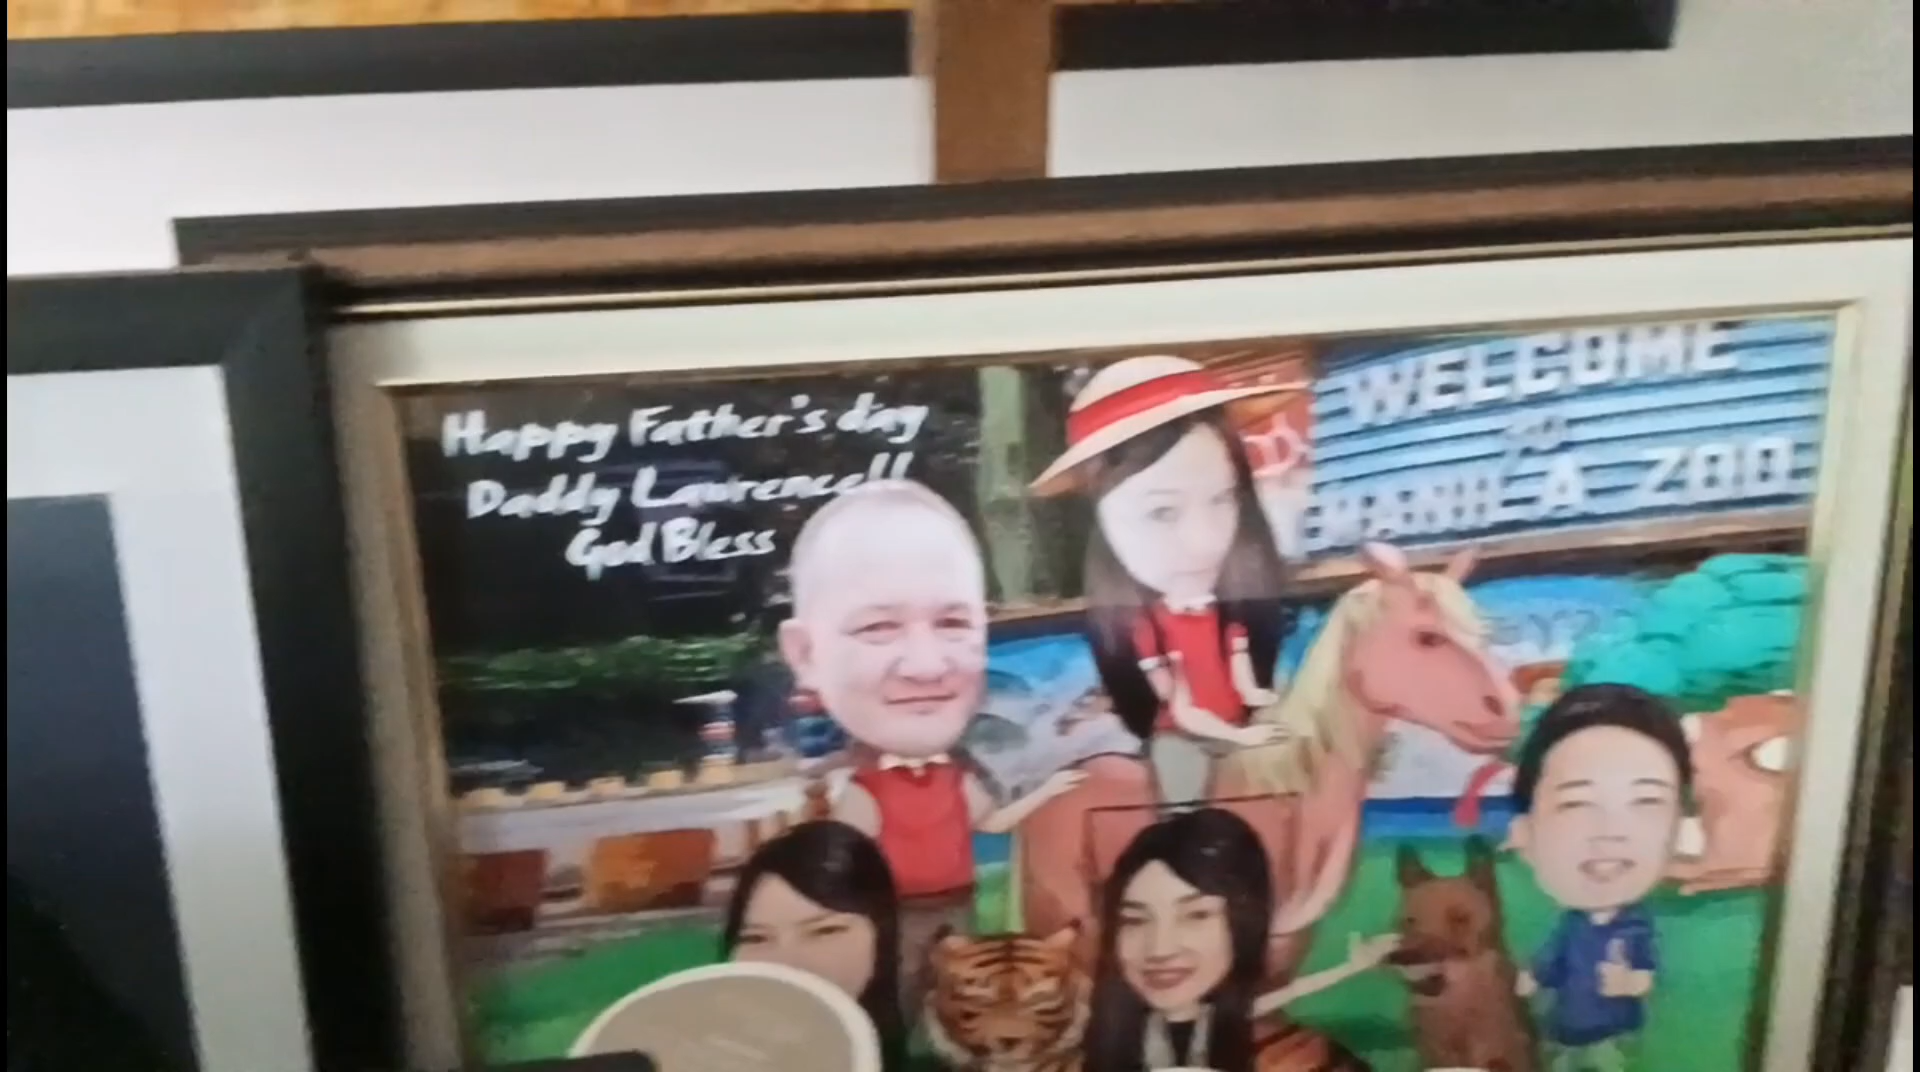 Happy Father's day
Daddy Lawrence!!
God Bless
WELCOME
TO
MANILA ZOO